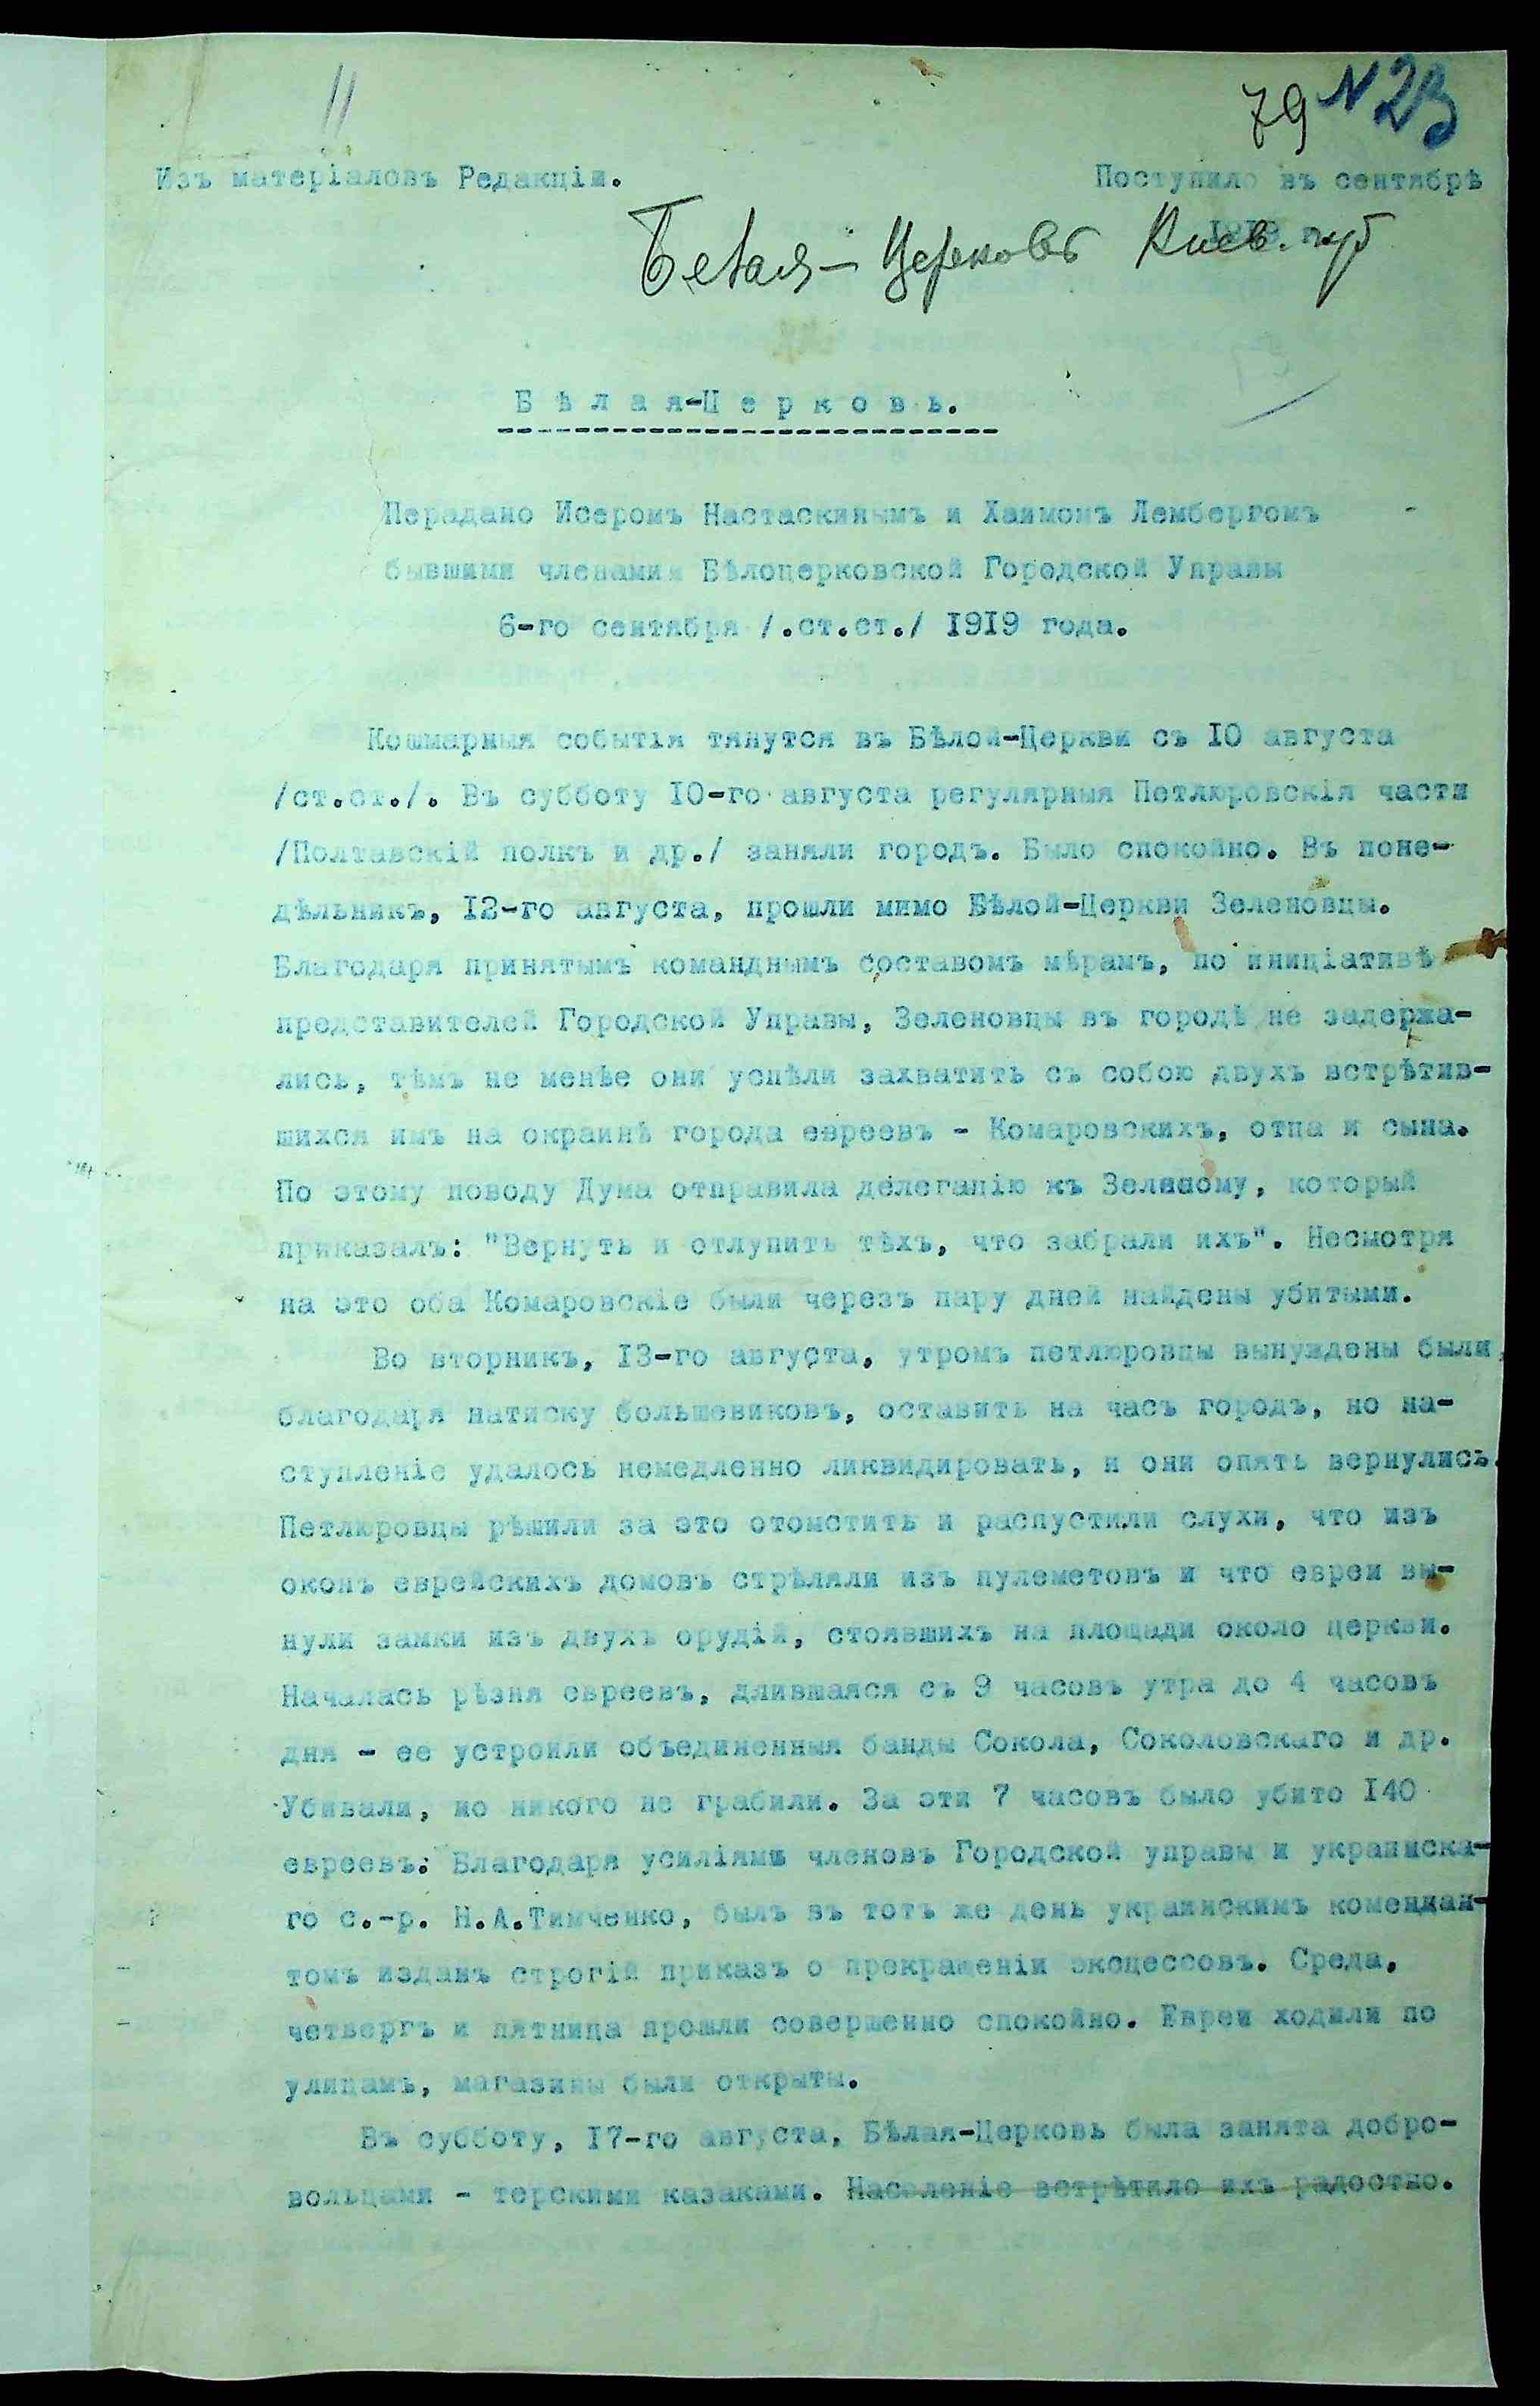 11
79 N 23
Изъ матеріаловъ Редакціи.
Поступило въ сентябрѣ
1919 г.
Белая-Церковь Киев. губ
Бѣлая-Церковь.
Перадано Исеромъ Настаскинымъ и Хаимомъ Лембергомъ
бывшими членами Бѣлоцерковской Городской Управы
6-го сентября /.ст.ст./ 1919 года.
Кошмарныя событія тянутся въ Бѣлой-Церкви съ 10 августа
/ст.ст./. Въ субботу 10-го августа регулярныя Петлюровскія части
/Полтавскій полкъ и др./ заняли городъ. Было спокойно. Въ поне-
дѣльникъ, 12-го августа, прошли мимо Бѣлой-Церкви Зеленовцы.
Благодаря принятымъ команднымъ составомъ мѣрамъ, по иниціативѣ
представителей Городской Управы, Зеленовцы въ городѣ не задержа-
лись, тѣмъ не менѣе они успѣли захватить съ собою двухъ встрѣтив-
шихся имъ на окраинѣ города евреевъ - Комаровскихъ, отца и сына.
По этому поводу Дума отправила делегацію къ Зеленому, который
приказалъ: "Вернуть и отлупить тѣхъ, что забрали ихъ". Несмотря
на это оба Комаровскіе были черезъ пару дней найдены убитыми.
Во вторникъ, 13-го августа, утромъ петлюровцы вынуждены были,
благодаря натиску большевиковъ, оставить на часъ городъ, но на-
ступленіе удалось немедленно ликвидировать, и они опять вернулись.
Петлюровцы рѣшили за это отомстить и распустили слухи, что изъ
оконъ еврейскихъ домовъ стрѣляли изъ пулеметовъ и что евреи вы-
нули замки изъ двухъ орудій, стоявшихъ на площади около церкви.
Началась рѣзня евреевъ, длившаяся съ 9 часовъ утра до 4 часовъ
дня - ее устроили объединенныя банды Сокола, Соколовскаго и др.
Убивали, но никого не грабили. За эти 7 часовъ было убито 140
евреевъ. Благодаря усиліямъ членовъ Городской управы и украинска-
го с.-р. Н.А.Тимченко, былъ въ тотъ же день украинскимъ комендан-
томъ изданъ строгій приказъ о прекращеніи эксцессовъ. Среда,
четвергъ и пятница прошли совершенно спокойно. Евреи ходили по
улицамъ, магазины были открыты.
Въ субботу, 17-го августа, Бѣлая-Церковь была занята добро-
вольцами - терскими казаками. Населеніе встрѣтило ихъ радостно.